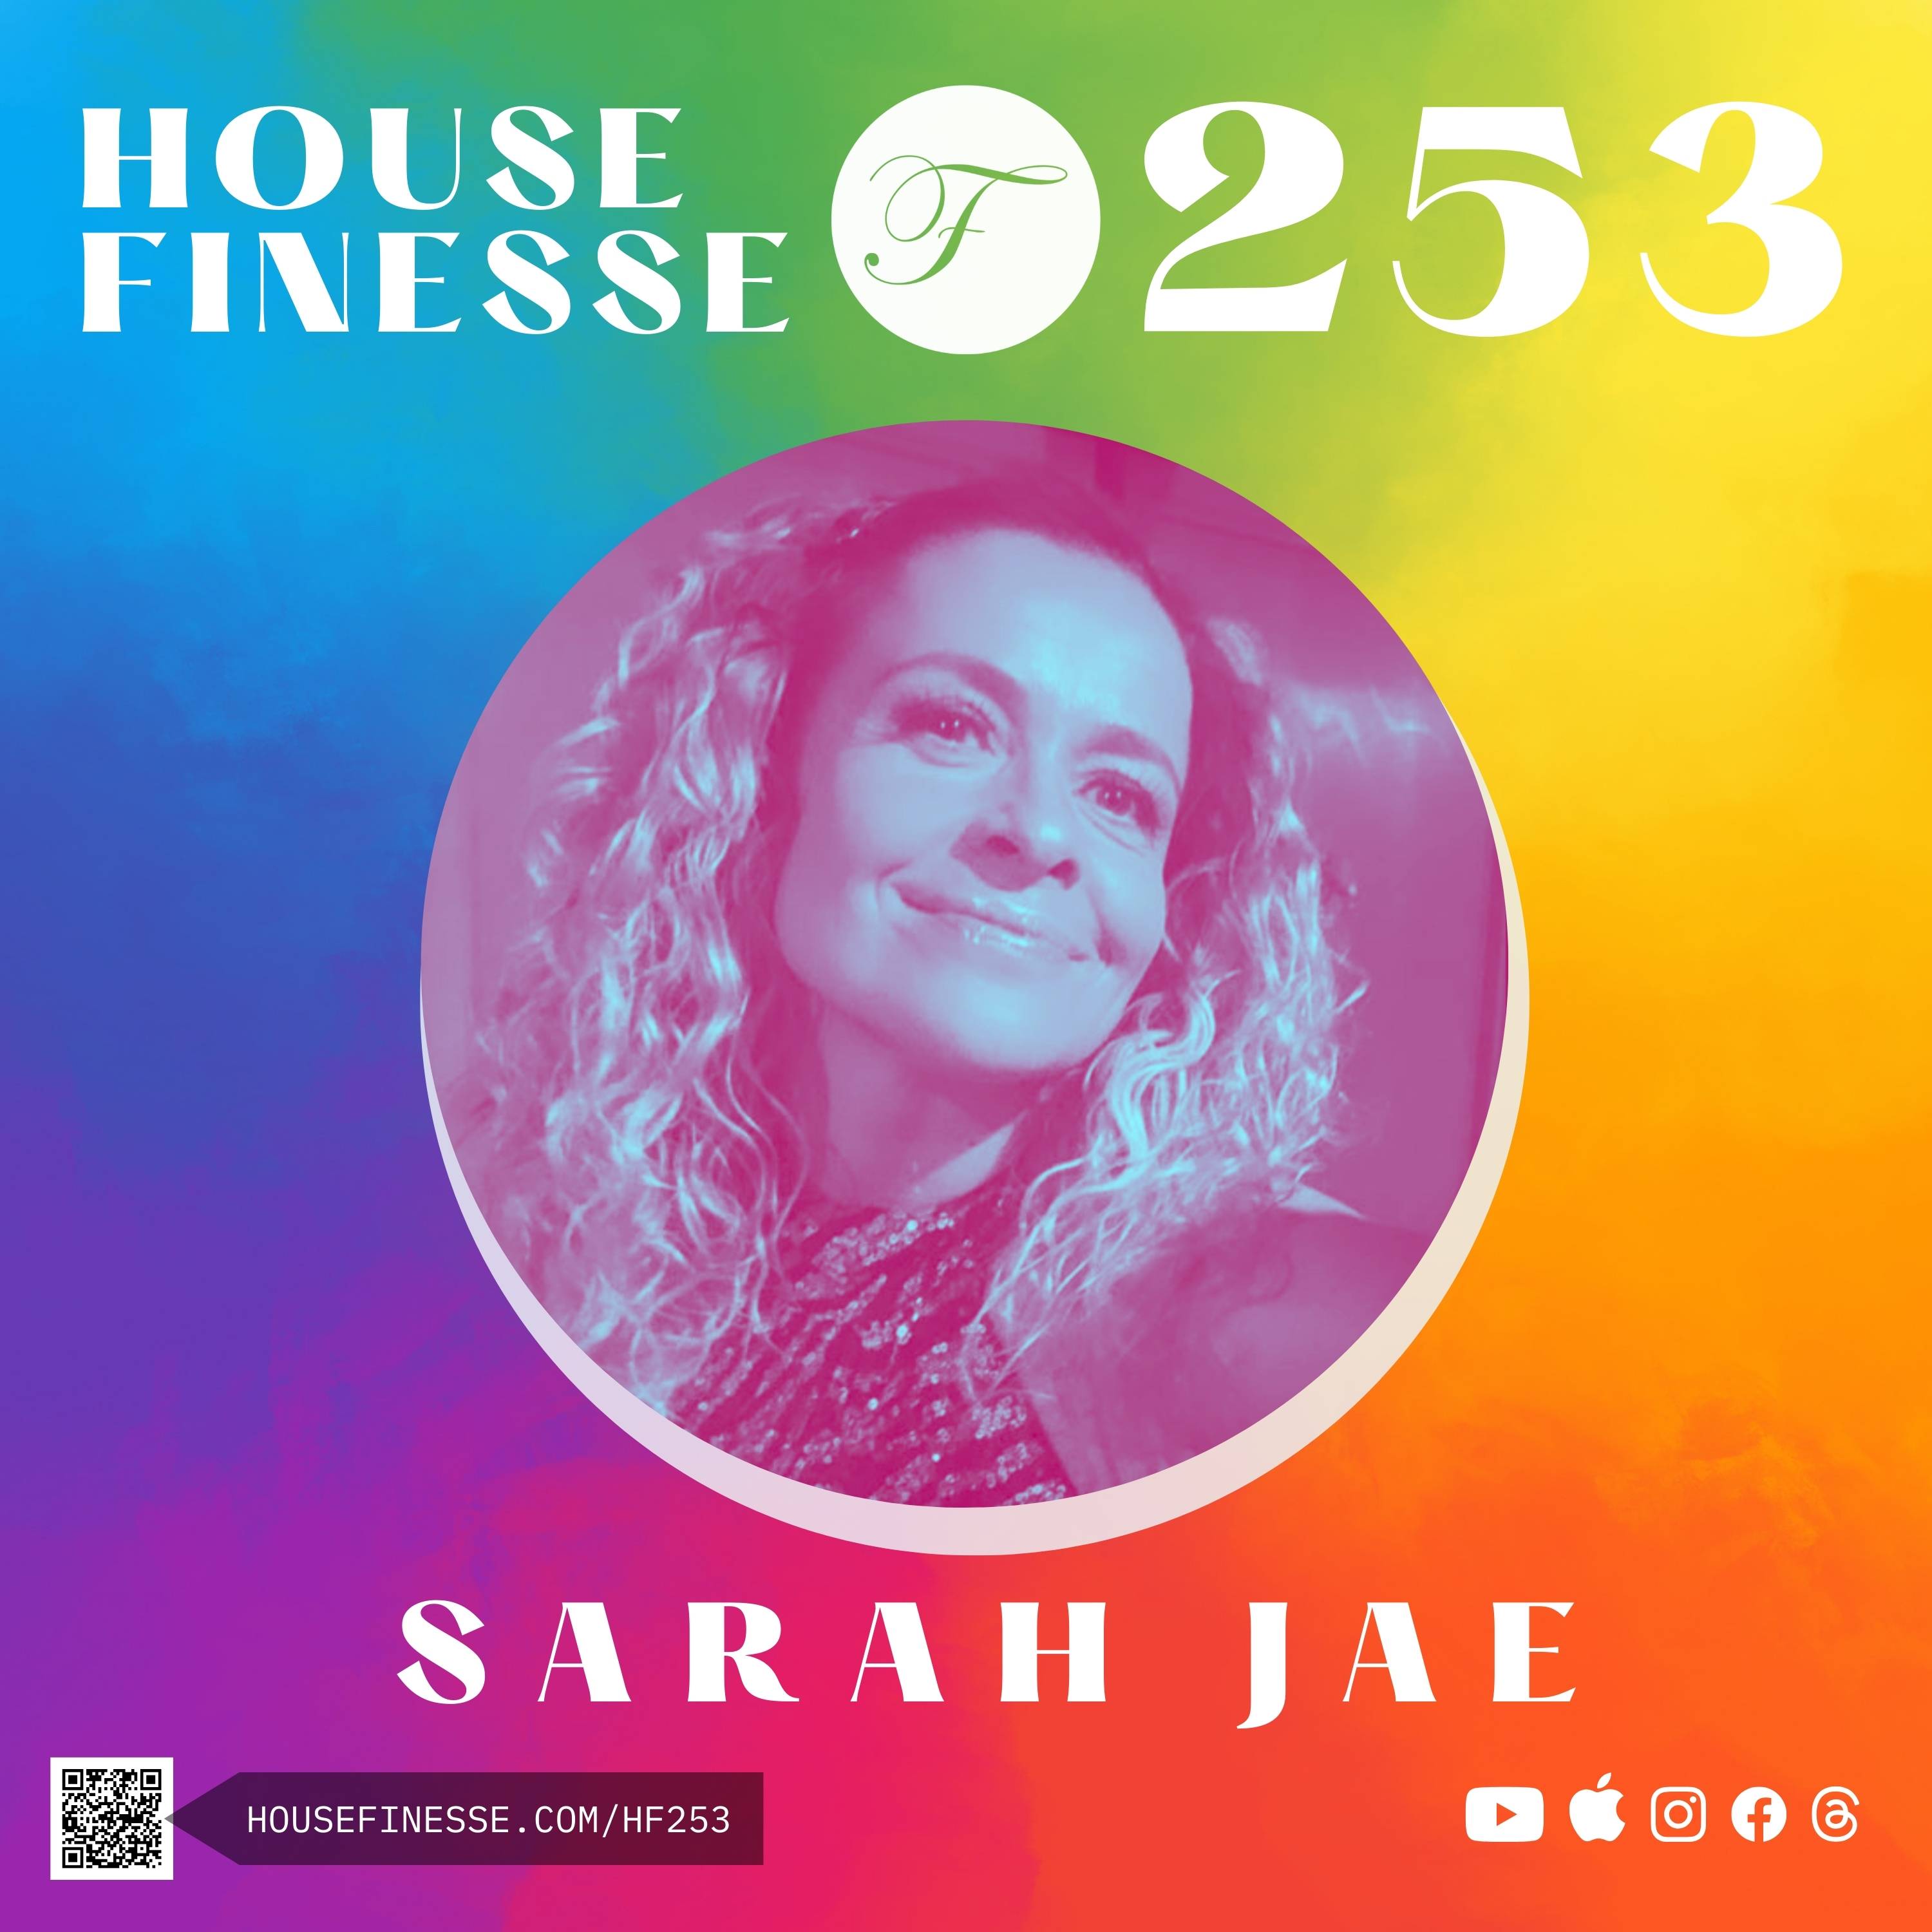 HOUSE
FINESSE
F
253
SARAH JAE
HOUSEFINESSE.COM/HF253